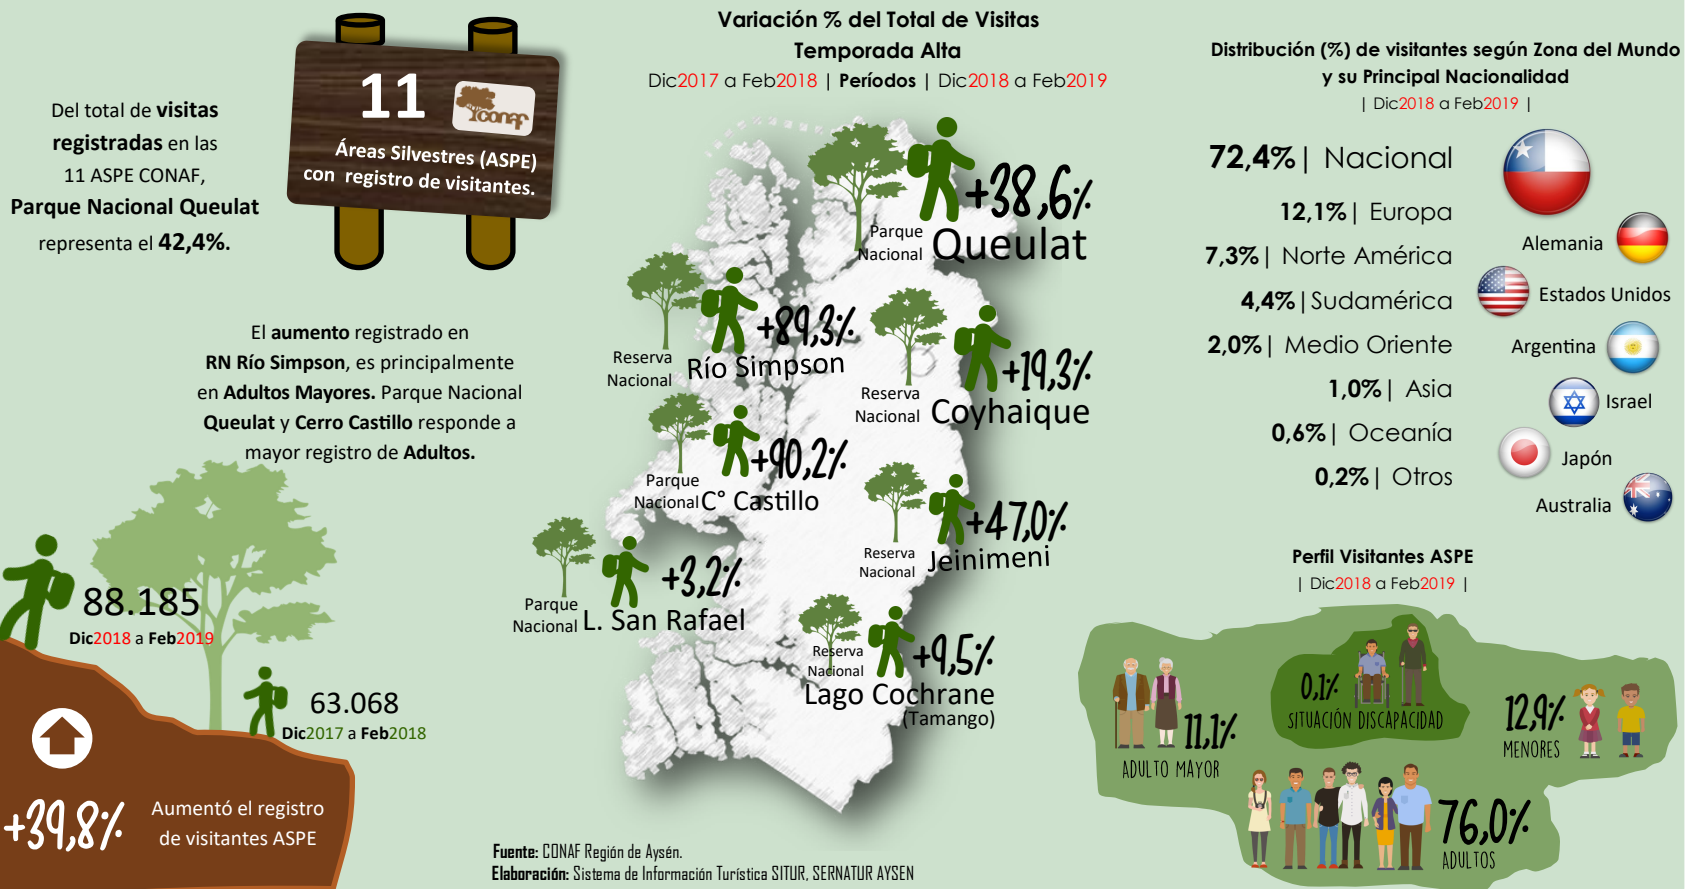 Del total de visitas
registradas en las
11 ASPE CONAF,
Parque Nacional Queulat
representa el 42,4%.
11
conaf
Áreas Silvestres (ASPE)
con registro de visitantes.
El aumento registrado en
RN Río Simpson, es principalmente
en Adultos Mayores. Parque Nacional
Queulat y Cerro Castillo responde a
mayor registro de Adultos.
88.185
Dic2018 a Feb2019
63.068
Dic2017 a Feb2018
+39,8%
Aumentó el registro
de visitantes ASPE
Variación % del Total de Visitas
Temporada Alta
Dic2017 a Feb2018 | Períodos | Dic2018 a Feb2019
+38,6%
Parque
Nacional
Queulat
+89,3%
Reserva
Nacional
Río Simpson
+19,3%
Reserva
Nacional
Coyhaique
+90,2%
Parque
Nacional
C° Castillo
+47,0%
Reserva
Nacional
Jeinimeni
+3,2%
Parque
Nacional
L. San Rafael
+9,5%
Reserva
Nacional
Lago Cochrane
(Tamango)
Fuente: CONAF Región de Aysén.
Elaboración: Sistema de Información Turística SITUR, SERNATUR AYSEN
Distribución (%) de visitantes según Zona del Mundo
y su Principal Nacionalidad
| Dic2018 a Feb2019 |
72,4% | Nacional
12,1% | Europa
Alemania
7,3% | Norte América
Estados Unidos
4,4% | Sudamérica
Argentina
2,0% | Medio Oriente
Israel
1,0% | Asia
Japón
0,6% | Oceanía
Australia
0,2% | Otros
Perfil Visitantes ASPE
| Dic2018 a Feb2019 |
0,1%
SITUACIÓN DISCAPACIDAD
11,1%
ADULTO MAYOR
12,9%
MENORES
76,0%
ADULTOS